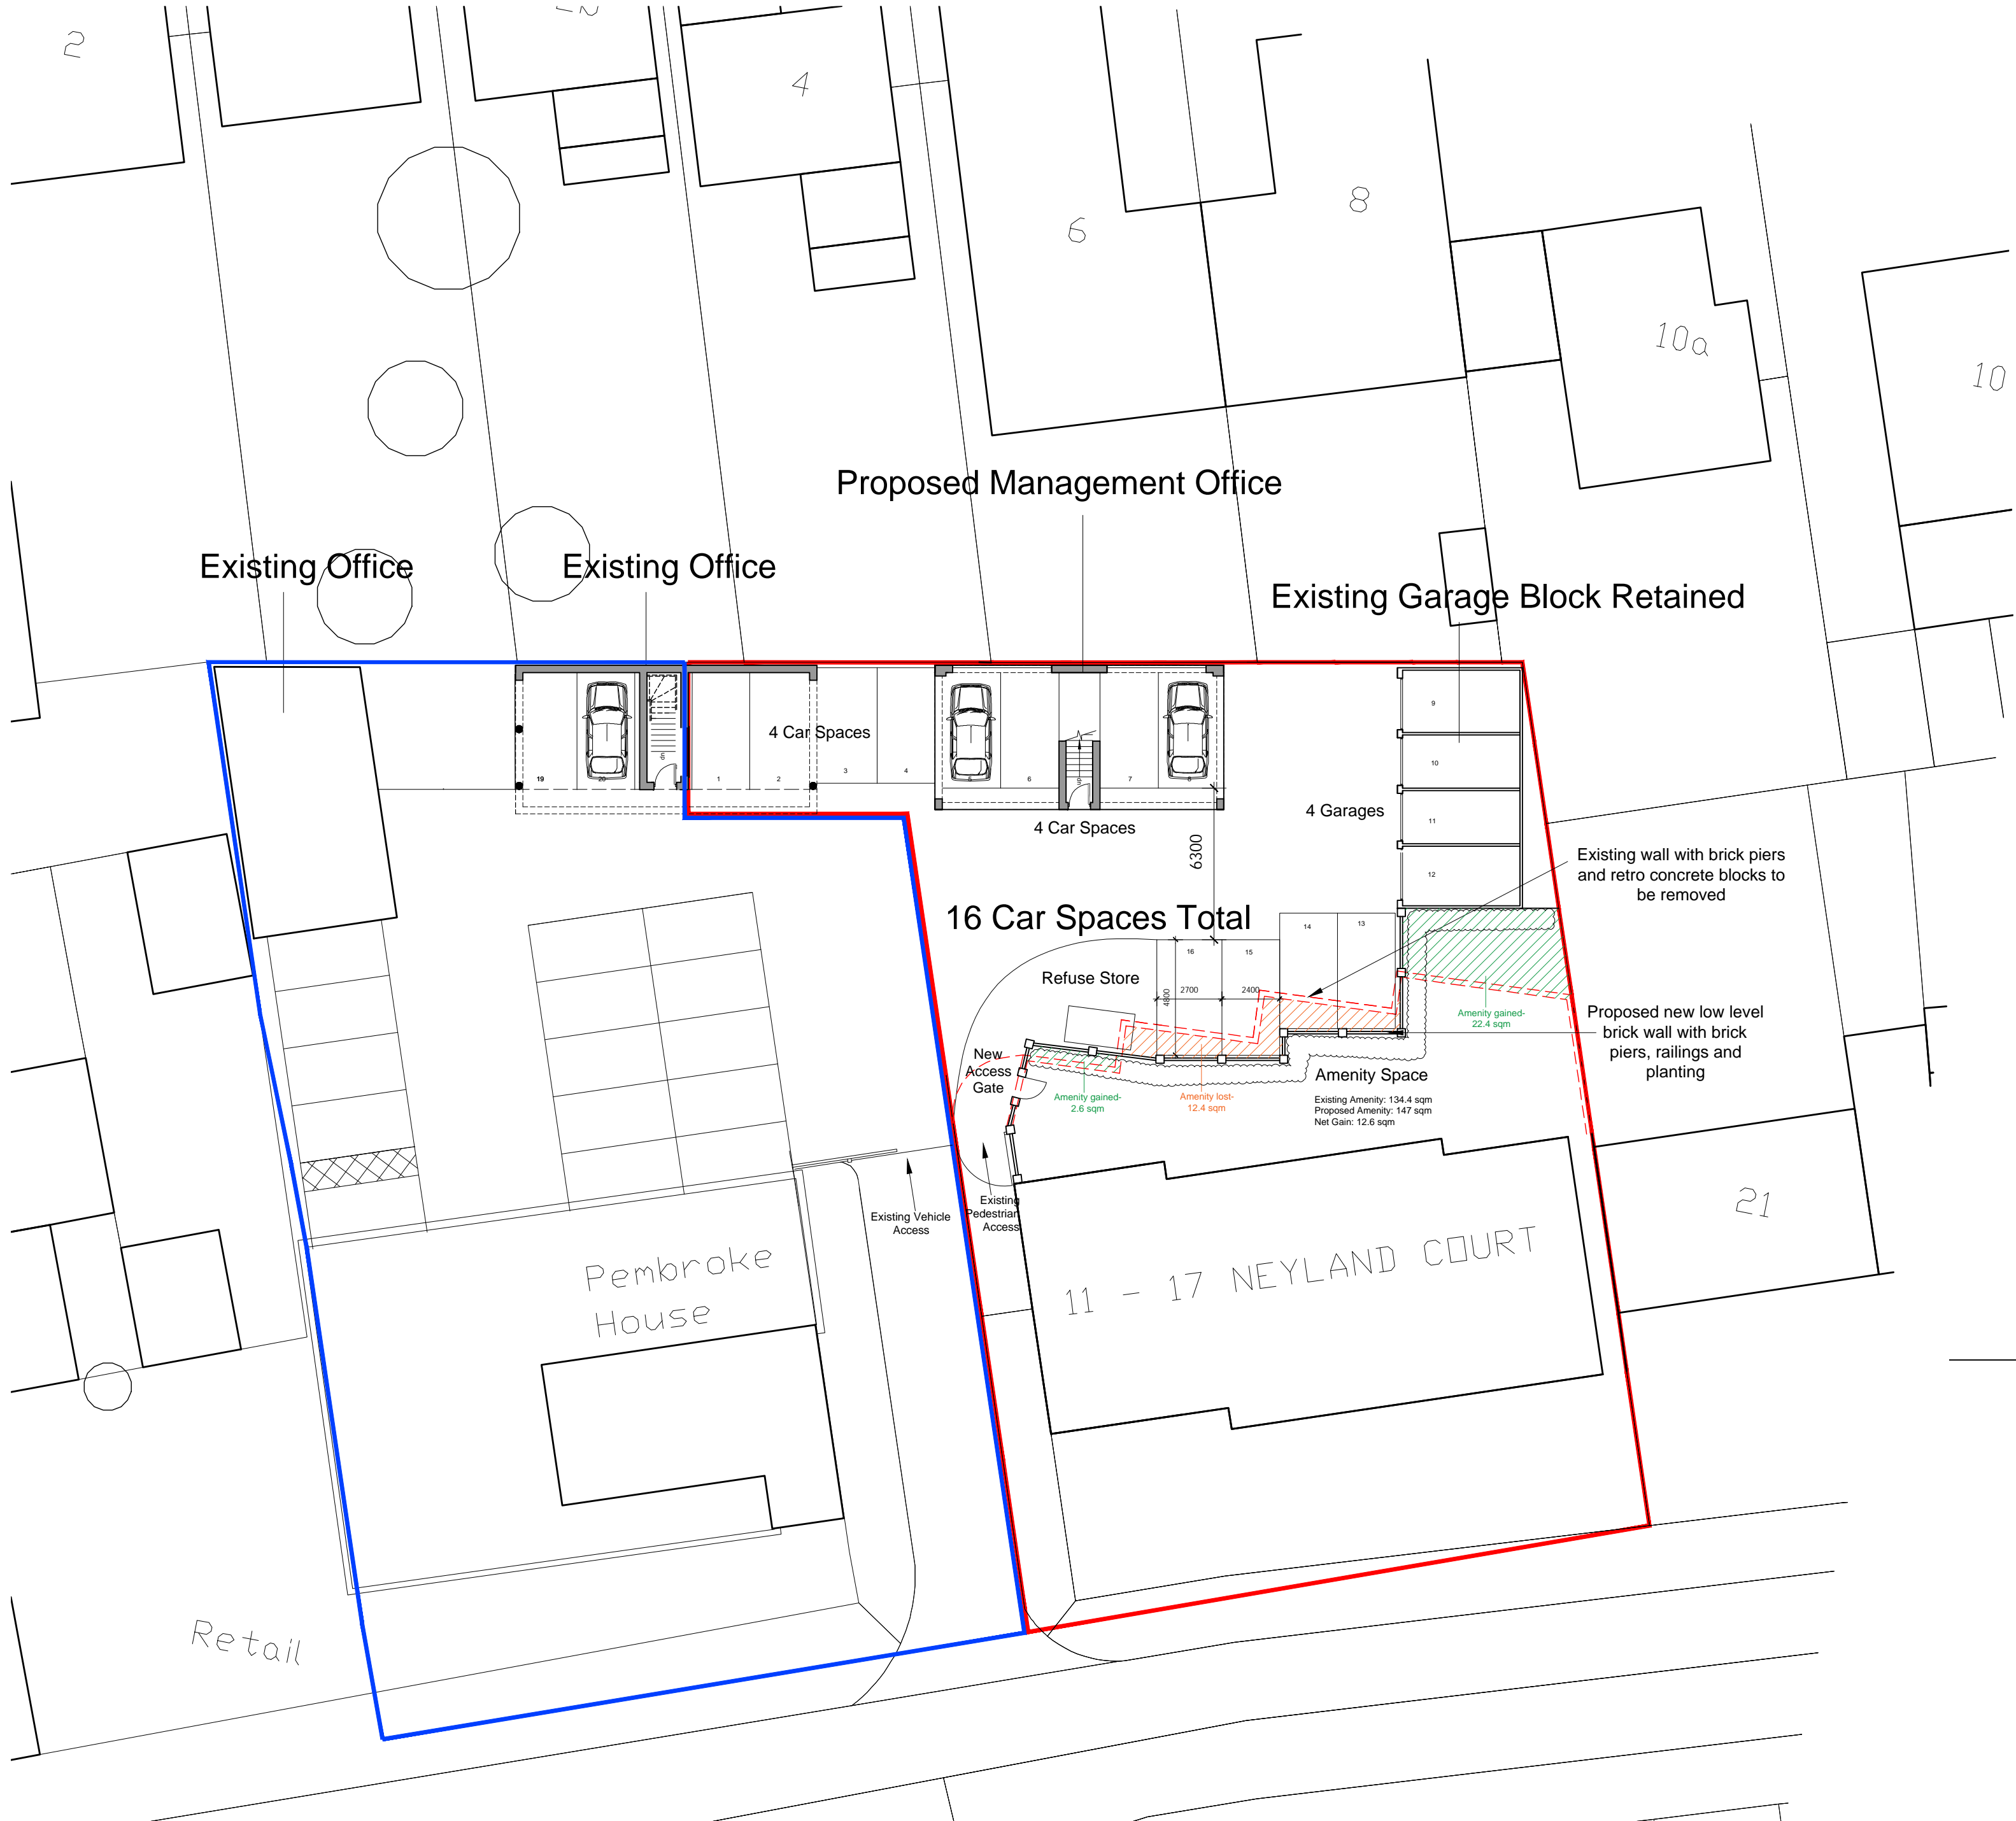 2
4
6
8
10a
10
Proposed Management Office
Existing Office
Existing Office
Existing Garage Block Retained
4 Car Spaces
19
20
up
1
2
3
4
5
6
up
7
8
9
10
11
12
4 Car Spaces
4 Garages
6300
Existing wall with brick piers
and retro concrete blocks to
be removed
16 Car Spaces Total
14
13
16
15
Refuse Store
4800
2700
2400
Amenity gained-
22.4 sqm
Proposed new low level
brick wall with brick
piers, railings and
planting
New
Access
Gate
Amenity gained-
2.6 sqm
Amenity lost-
12.4 sqm
Amenity Space
Existing Amenity: 134.4 sqm
Proposed Amenity: 147 sqm
Net Gain: 12.6 sqm
Existing Vehicle
Access
Existing
Pedestrian
Access
21
Pembroke
House
11 - 17 NEYLAND COURT
Retail